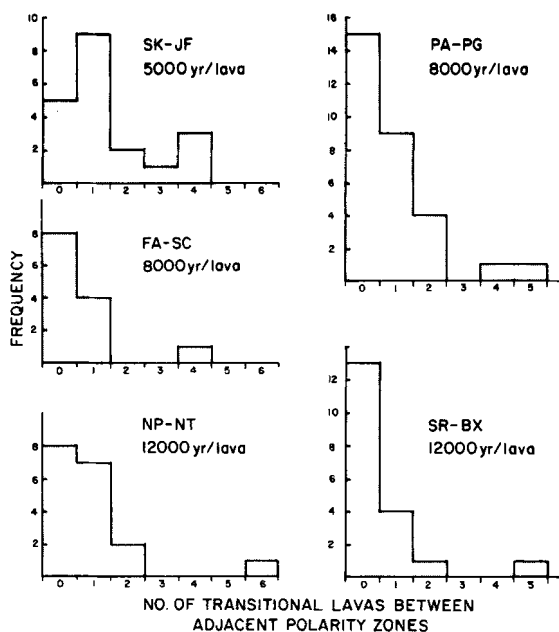 SK-JF
5000 yr/lava
10
8
6
4
2
0 1 2 3 4 5 6
FA-SC
8000 yr/lava
8
6
4
2
0 1 2 3 4 5 6
NP-NT
12000 yr/lava
8
6
4
2
0 1 2 3 4 5 6
PA-PG
8000 yr/lava
16
14
12
10
8
6
4
2
0 1 2 3 4 5
SR-BX
12000 yr/lava
12
10
8
6
4
2
0 1 2 3 4 5
FREQUENCY
NO. OF TRANSITIONAL LAVAS BETWEEN
ADJACENT POLARITY ZONES